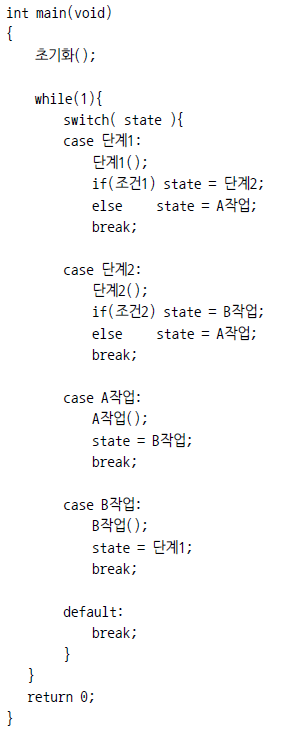 int main(void)
{
초기화();
while(1){
switch( state ){
case 단계1:
단계1();
if(조건1) state = 단계2;
else state = A작업;
break;
case 단계2:
단계2();
if(조건2) state = B작업;
else state = A작업;
break;
case A작업:
A작업();
state = B작업;
break;
case B작업:
B작업();
state = 단계1;
break;
default:
break;
}
}
return 0;
}